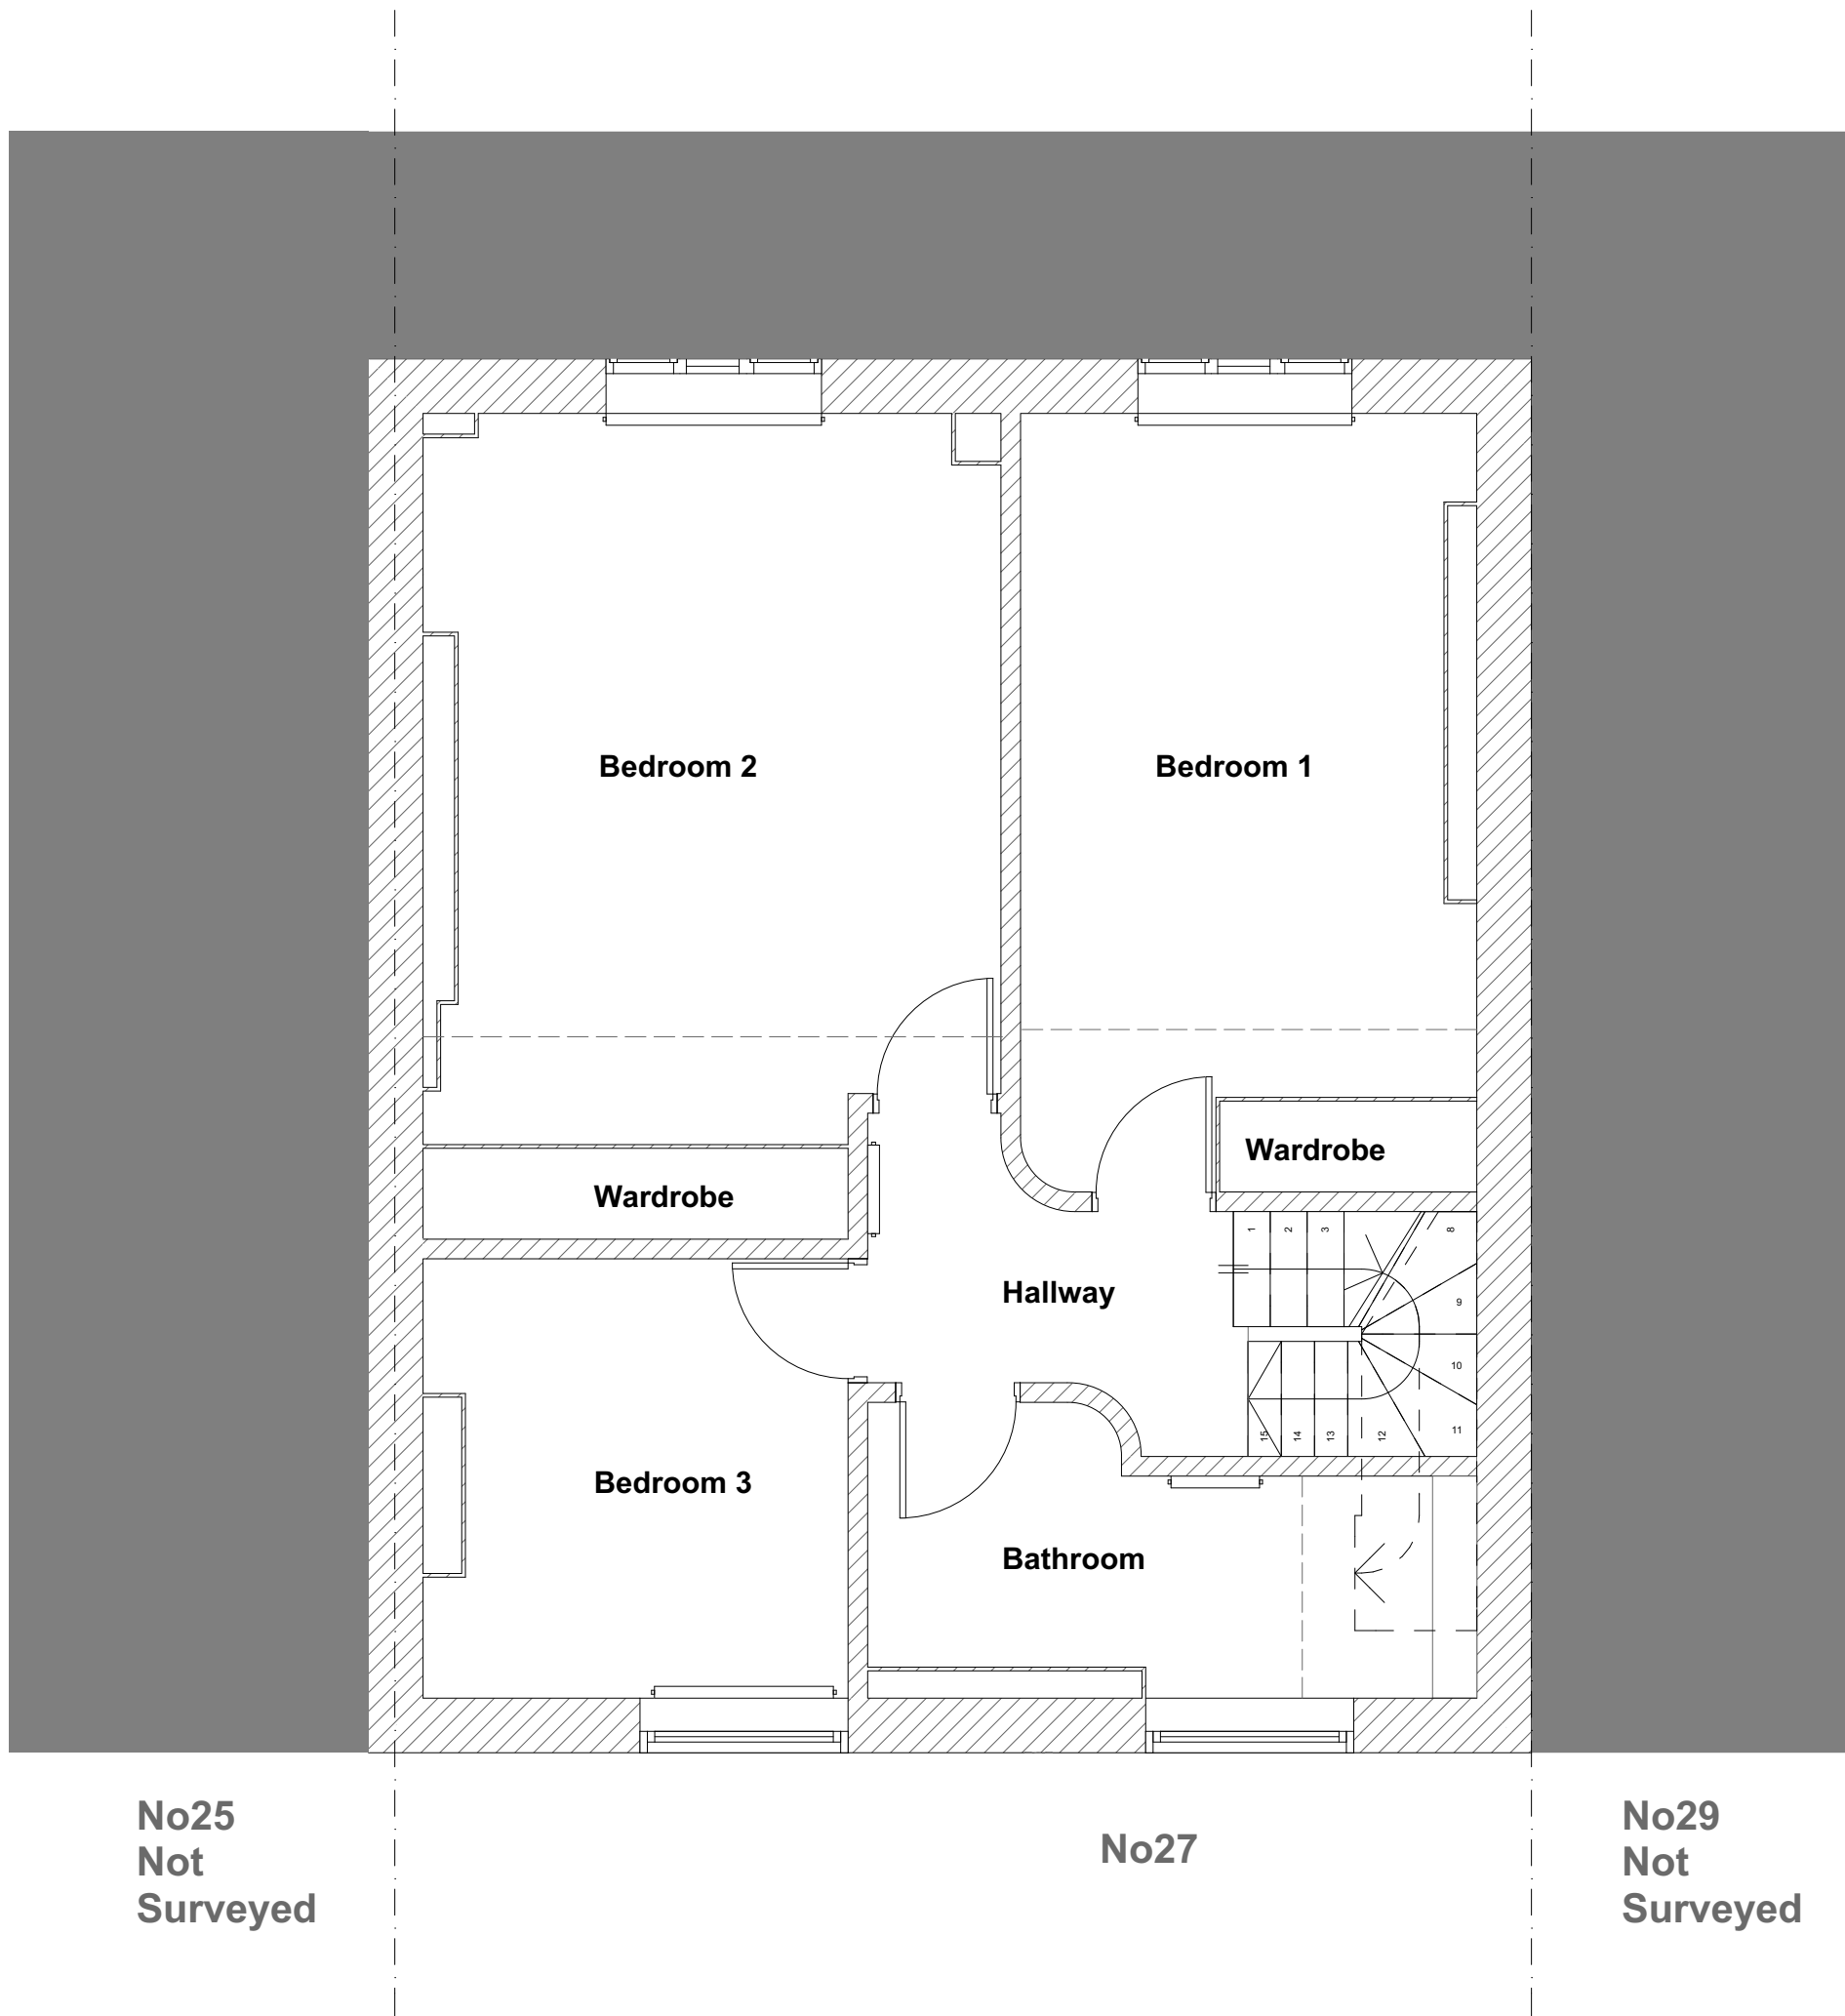 Bedroom 2
Bedroom 1
Wardrobe
Wardrobe
1 2 3
8
9
Hallway
10
11
15 14 13 12
Bedroom 3
Bathroom
No25
Not
Surveyed
No27
No29
Not
Surveyed